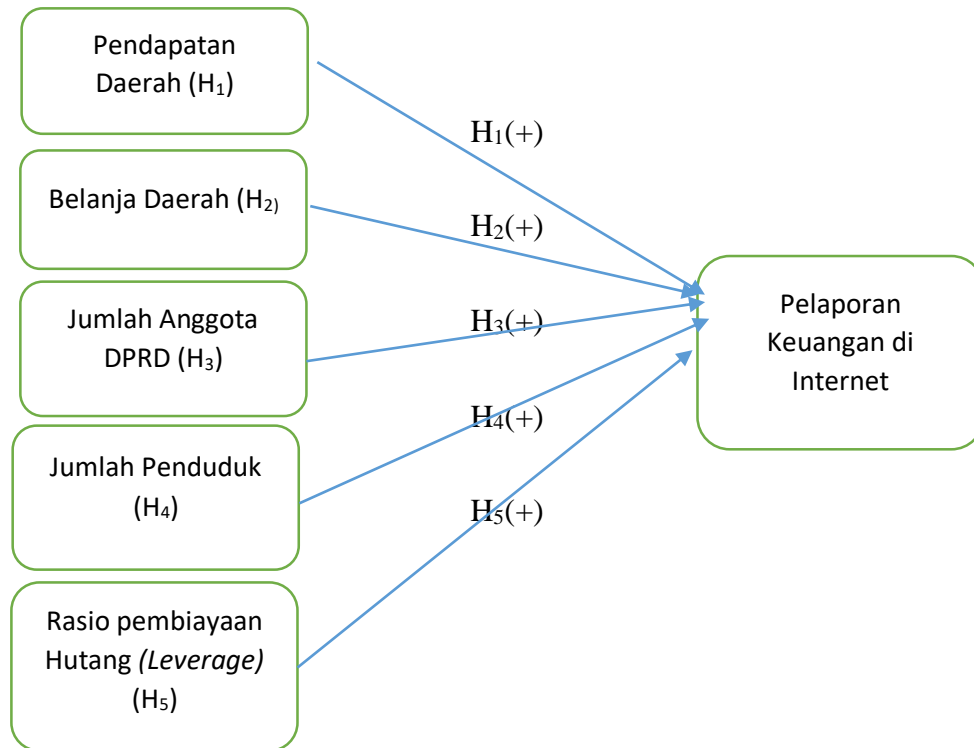 Pendapatan
Daerah (H₁)
H₁(+)
Belanja Daerah (H₂)
H₂(+)
Jumlah Anggota
DPRD (H₃)
H₃(+)
Pelaporan
Keuangan di
Internet
Jumlah Penduduk
(H₄)
H₄(+)
Rasio pembiayaan
Hutang (Leverage)
(H₅)
H₅(+)